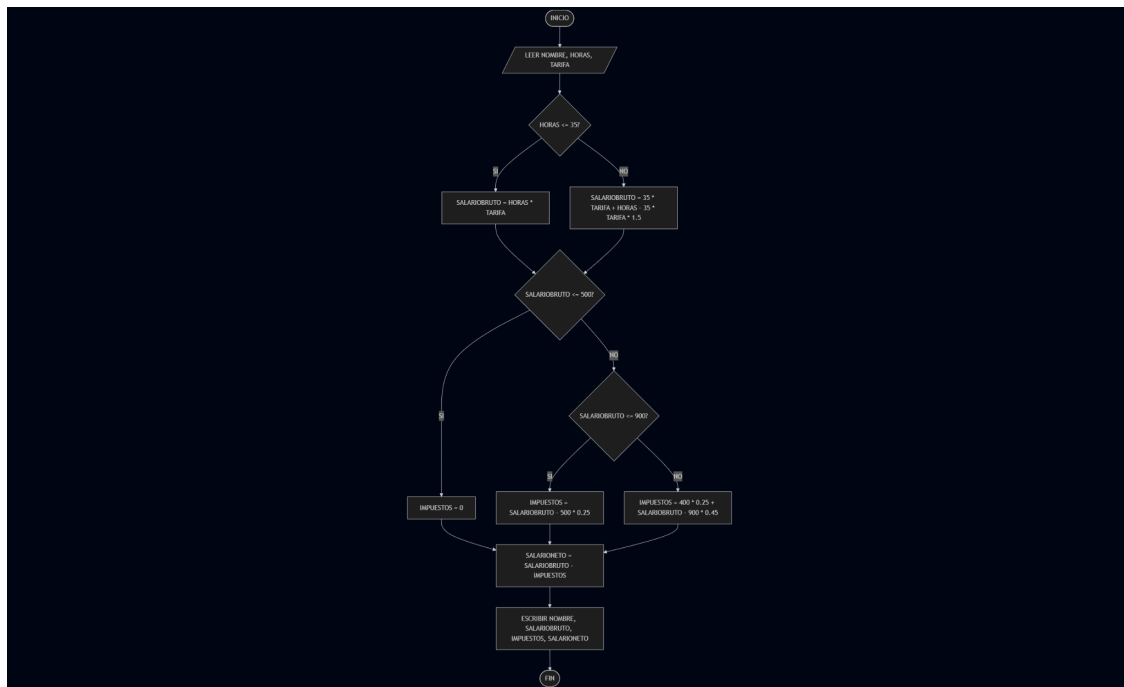 INICIO
LEER NOMBRE, HORAS,
TARIFA
HORAS <= 35?
SI
NO
SALARIOBRUTO = HORAS *
TARIFA
SALARIOBRUTO = 35 *
TARIFA + HORAS - 35 *
TARIFA * 1.5
SALARIOBRUTO <= 500?
NO
SI
SALARIOBRUTO <= 900?
SI
NO
IMPUESTOS = 0
IMPUESTOS =
SALARIOBRUTO - 500 * 0.25
IMPUESTOS = 400 * 0.25 +
SALARIOBRUTO - 900 * 0.45
SALARIONETO =
SALARIOBRUTO -
IMPUESTOS
ESCRIBIR NOMBRE,
SALARIOBRUTO,
IMPUESTOS, SALARIONETO
FIN